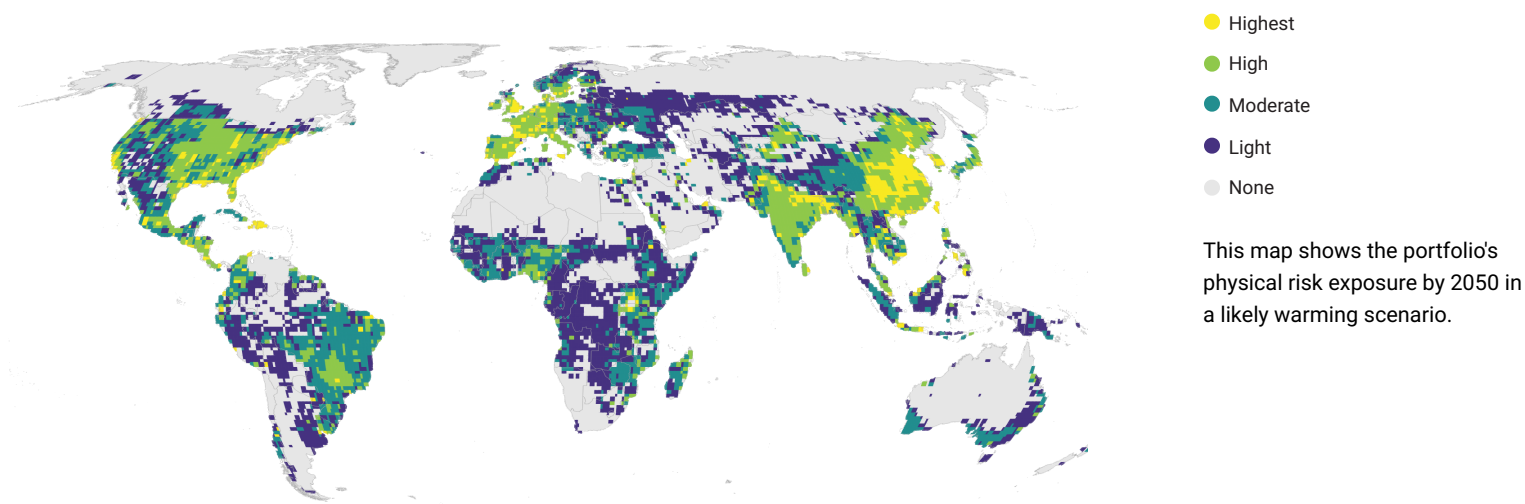 Highest
High
Moderate
Light
None
This map shows the portfolio's
physical risk exposure by 2050 in
a likely warming scenario.